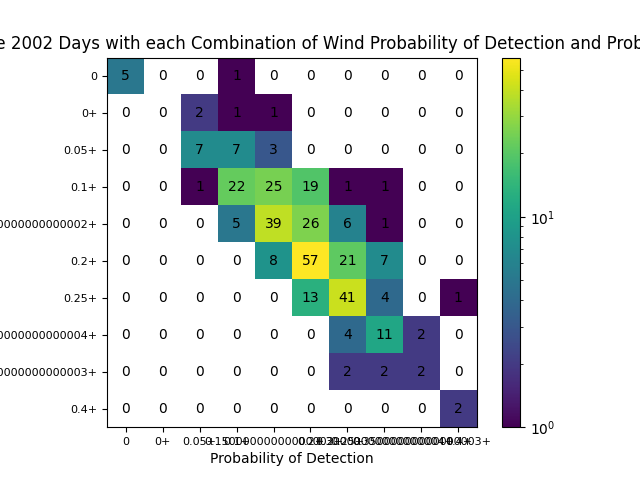 e 2002 Days with each Combination of Wind Probability of Detection and Prob
0 5 0 0 1 0 0 0 0 0 0
0+ 0 0 2 1 1 0 0 0 0 0
0.05+ 0 0 7 7 3 0 0 0 0 0
0.1+ 0 0 1 22 25 19 1 1 0 0
0000000000002+ 0 0 0 5 39 26 6 1 0 0
0.2+ 0 0 0 0 8 57 21 7 0 0
0.25+ 0 0 0 0 0 13 41 4 0 1
000000000004+ 0 0 0 0 0 0 4 11 2 0
0000000000003+ 0 0 0 0 0 0 2 2 2 0
0.4+ 0 0 0 0 0 0 0 0 0 2
10¹
10⁰
0 0+
Probability of Detection